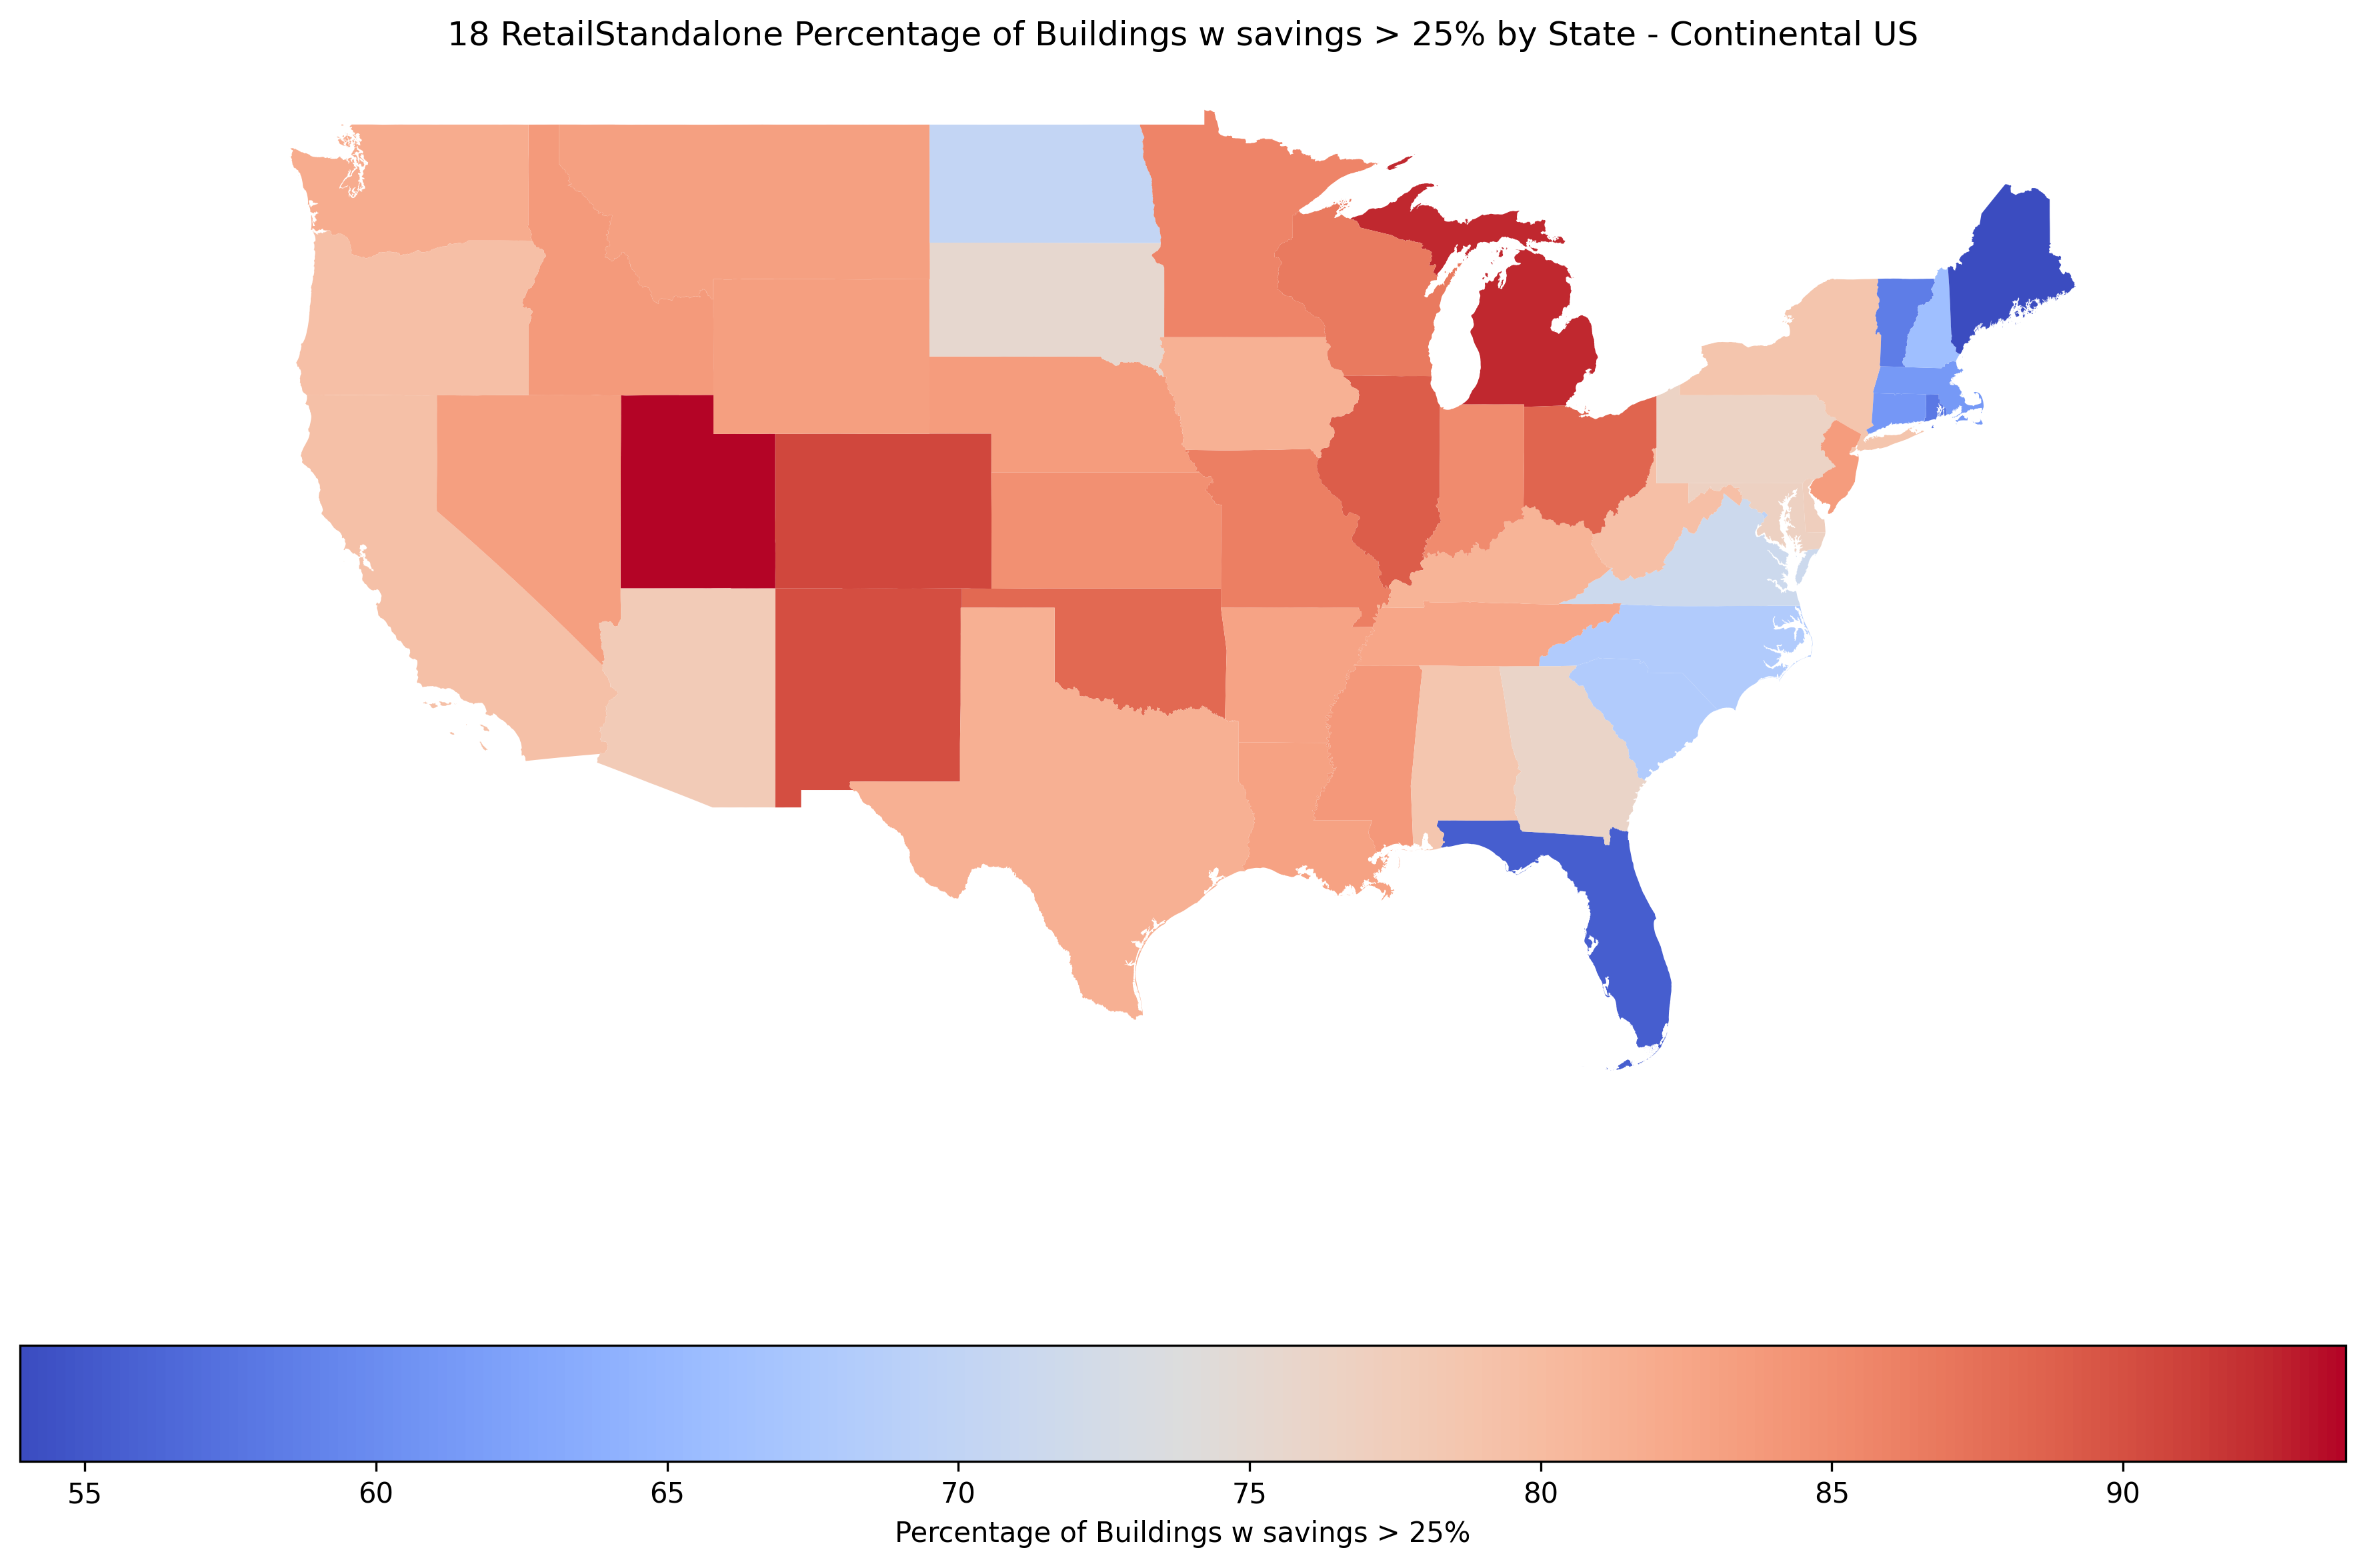 18 RetailStandalone Percentage of Buildings w savings > 25% by State - Continental US
55 60 65 70 75 80 85 90
Percentage of Buildings w savings > 25%